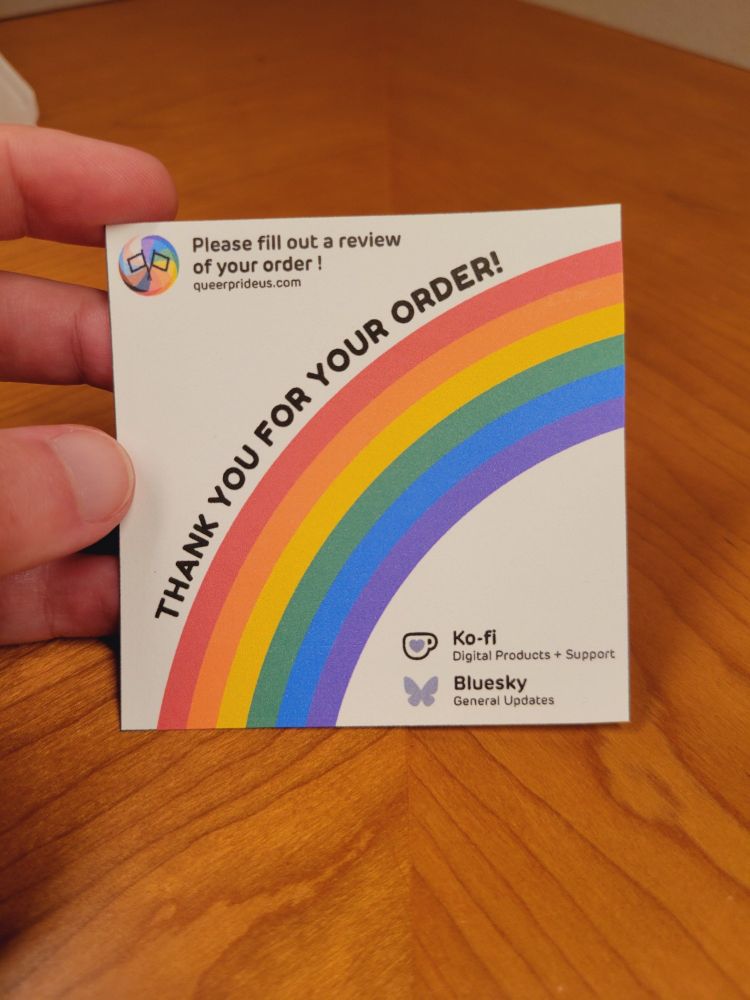 Please fill out a review
of your order !
queerprideus.com
THANK YOU FOR YOUR ORDER!
Ko-fi
Digital Products + Support
Bluesky
General Updates